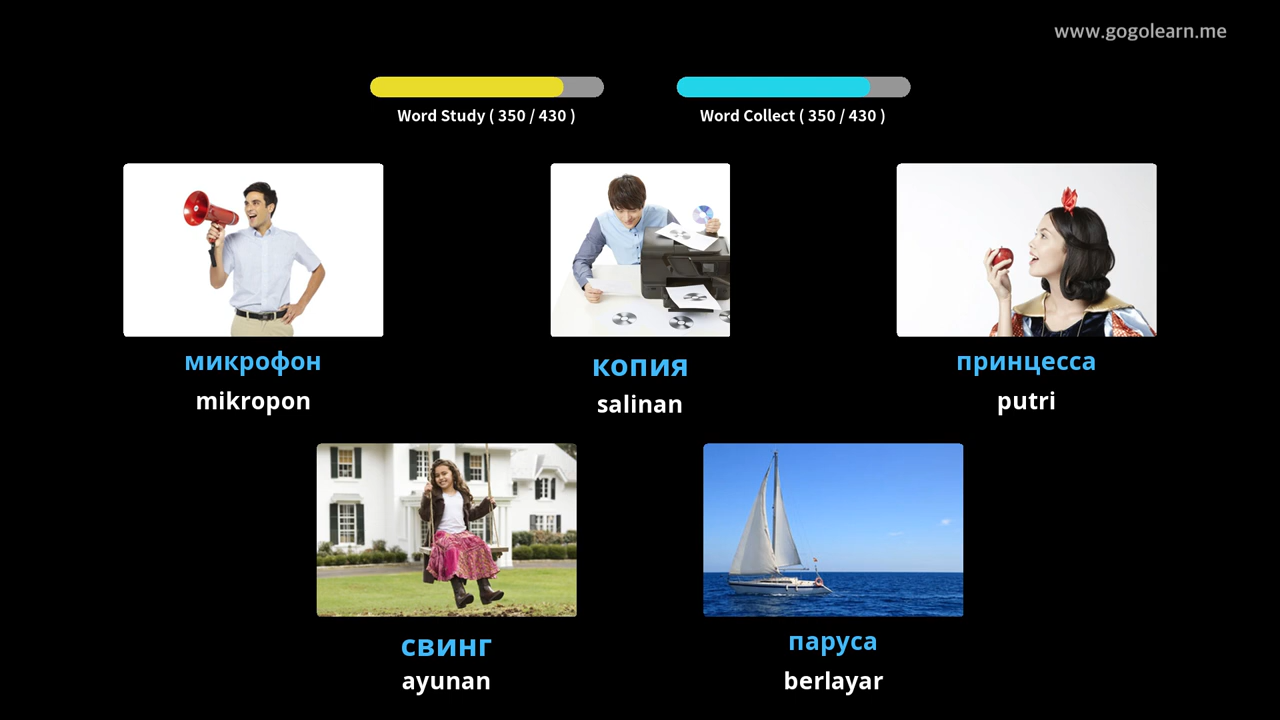 www.gogolearn.me
Word Study ( 350 / 430 )
Word Collect ( 350 / 430 )
микрофон
mikropon
копия
salinan
принцесса
putri
свинг
ayunan
паруса
berlayar